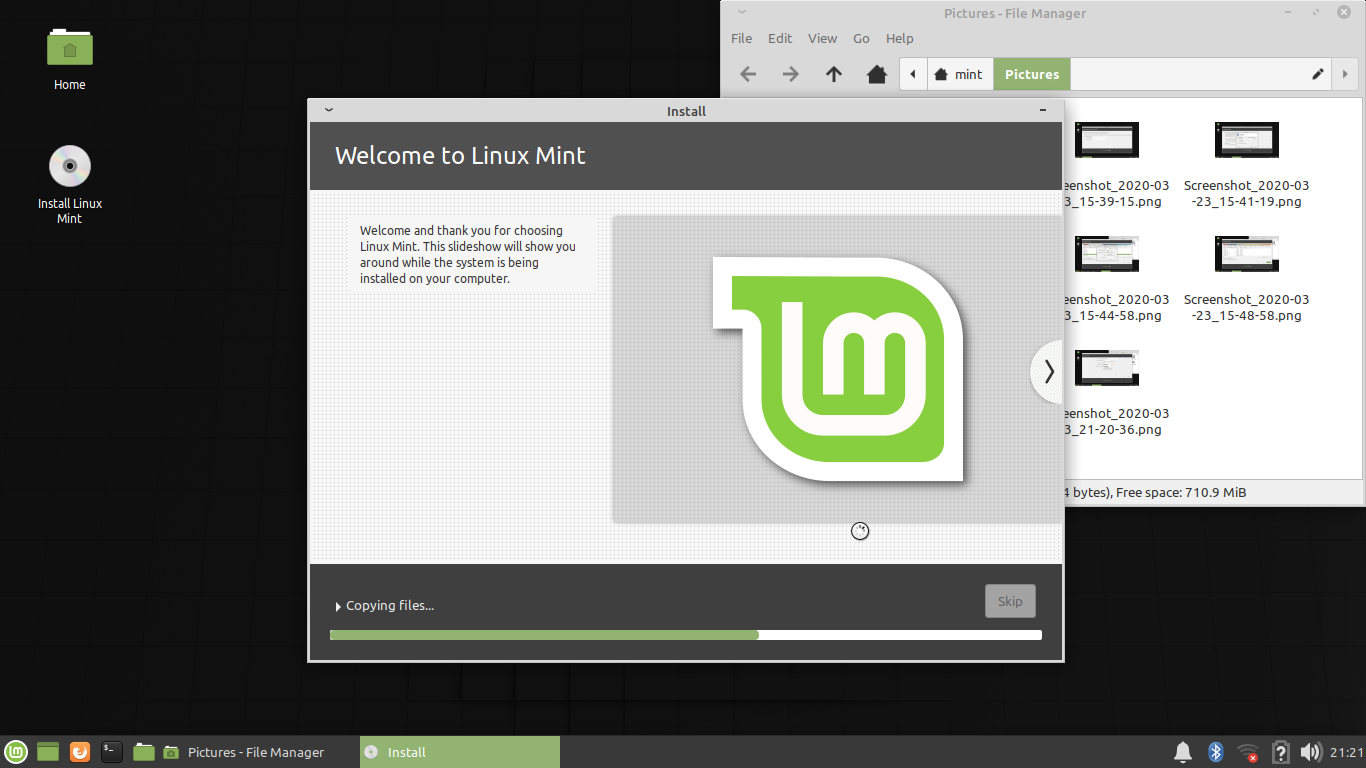 Home
Install Linux
Mint
Pictures - File Manager
File Edit View Go Help
mint Pictures
eenshot_2020-03
3_15-39-15.png
Screenshot_2020-03
-23_15-41-19.png
eenshot_2020-03
3_15-44-58.png
Screenshot_2020-03
-23_15-48-58.png
eenshot_2020-03
3_21-20-36.png
4 bytes), Free space: 710.9 MiB
Install
Welcome to Linux Mint
Welcome and thank you for choosing
Linux Mint. This slideshow will show you
around while the system is being
installed on your computer.
lm
Copying files...
Skip
Pictures - File Manager
Install
21:21